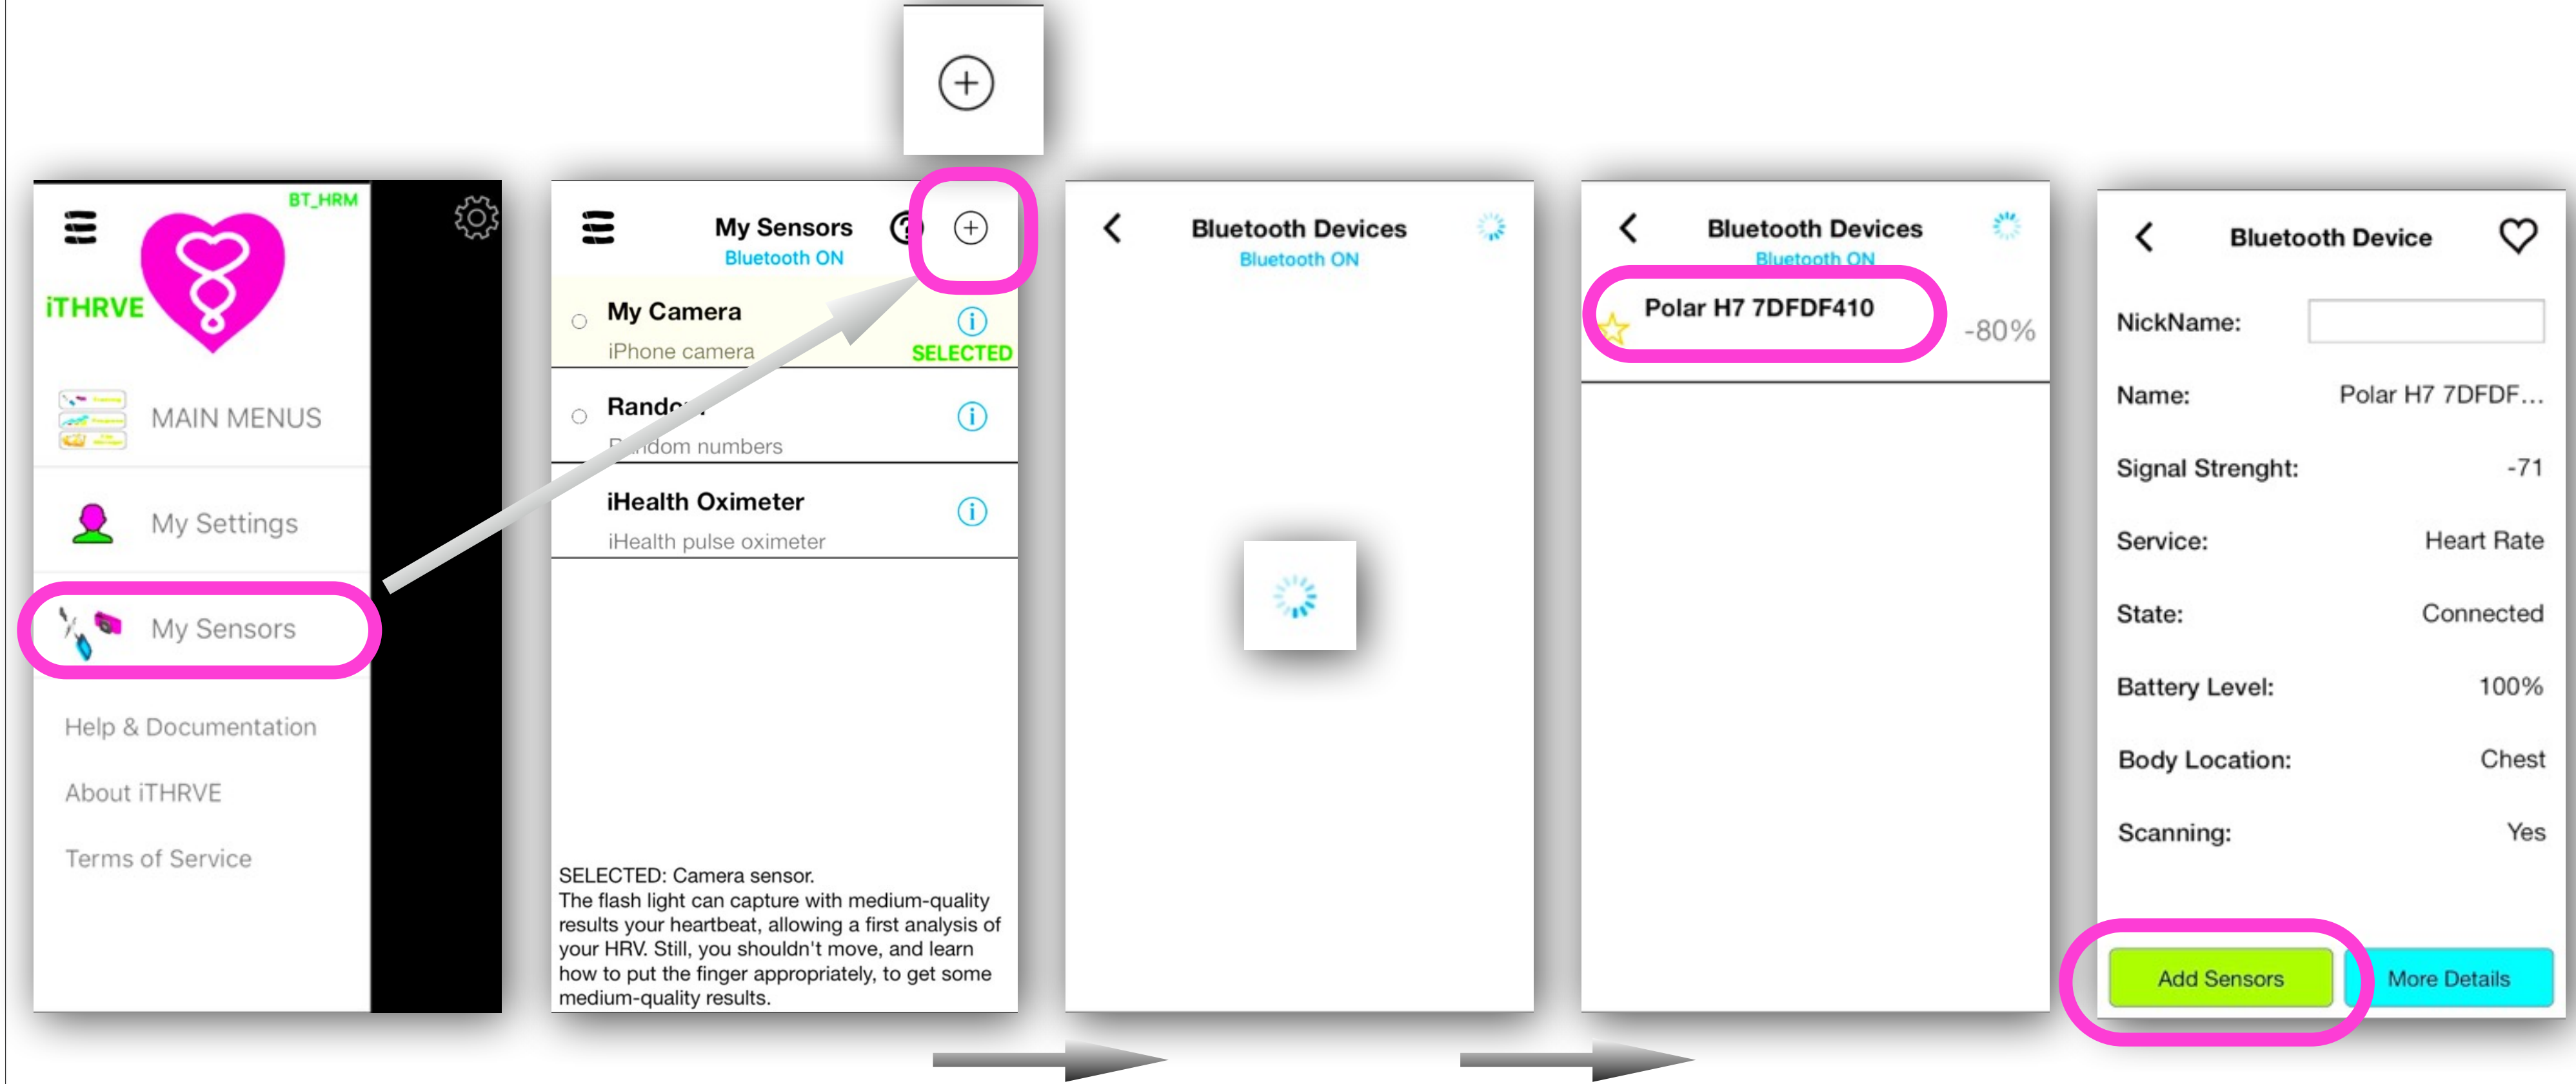 BT_HRM
iTHRVE
MAIN MENUS
My Settings
My Sensors
Help & Documentation
About iTHRVE
Terms of Service
My Sensors
Bluetooth ON
My Camera
iPhone camera
SELECTED
Random numbers
iHealth Oximeter
iHealth pulse oximeter
SELECTED: Camera sensor.
The flash light can capture with medium-quality
results your heartbeat, allowing a first analysis of
your HRV. Still, you shouldn't move, and learn
how to put the finger appropriately, to get some
medium-quality results.
Bluetooth Devices
Bluetooth ON
Bluetooth Devices
Bluetooth ON
Polar H7 7DFDF410
-80%
Bluetooth Device
NickName:
Name: Polar H7 7DFDF...
Signal Strenght: -71
Service: Heart Rate
State: Connected
Battery Level: 100%
Body Location: Chest
Scanning: Yes
Add Sensors
More Details